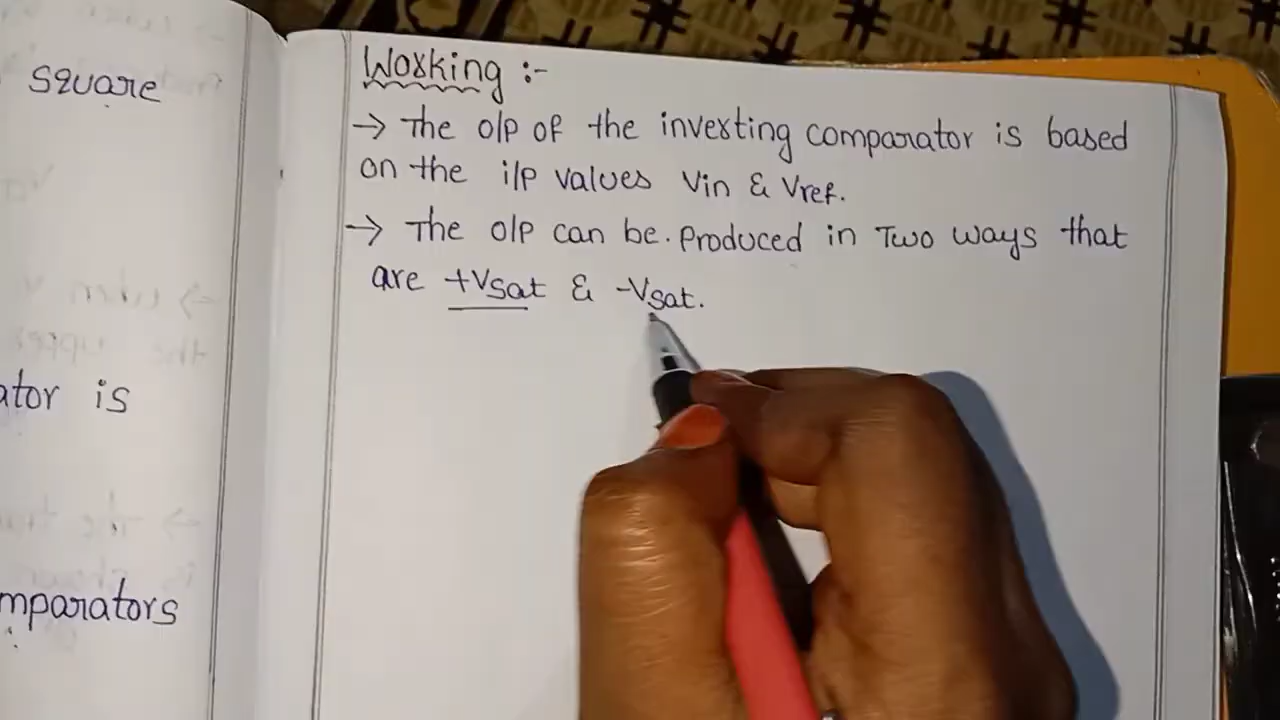 square
ator is
mparators
Working :-
→ The o/p of the inverting comparator is based
on the i/p values Vin & Vref.
→ The o/p can be produced in Two ways that
are +Vsat & -Vsat.